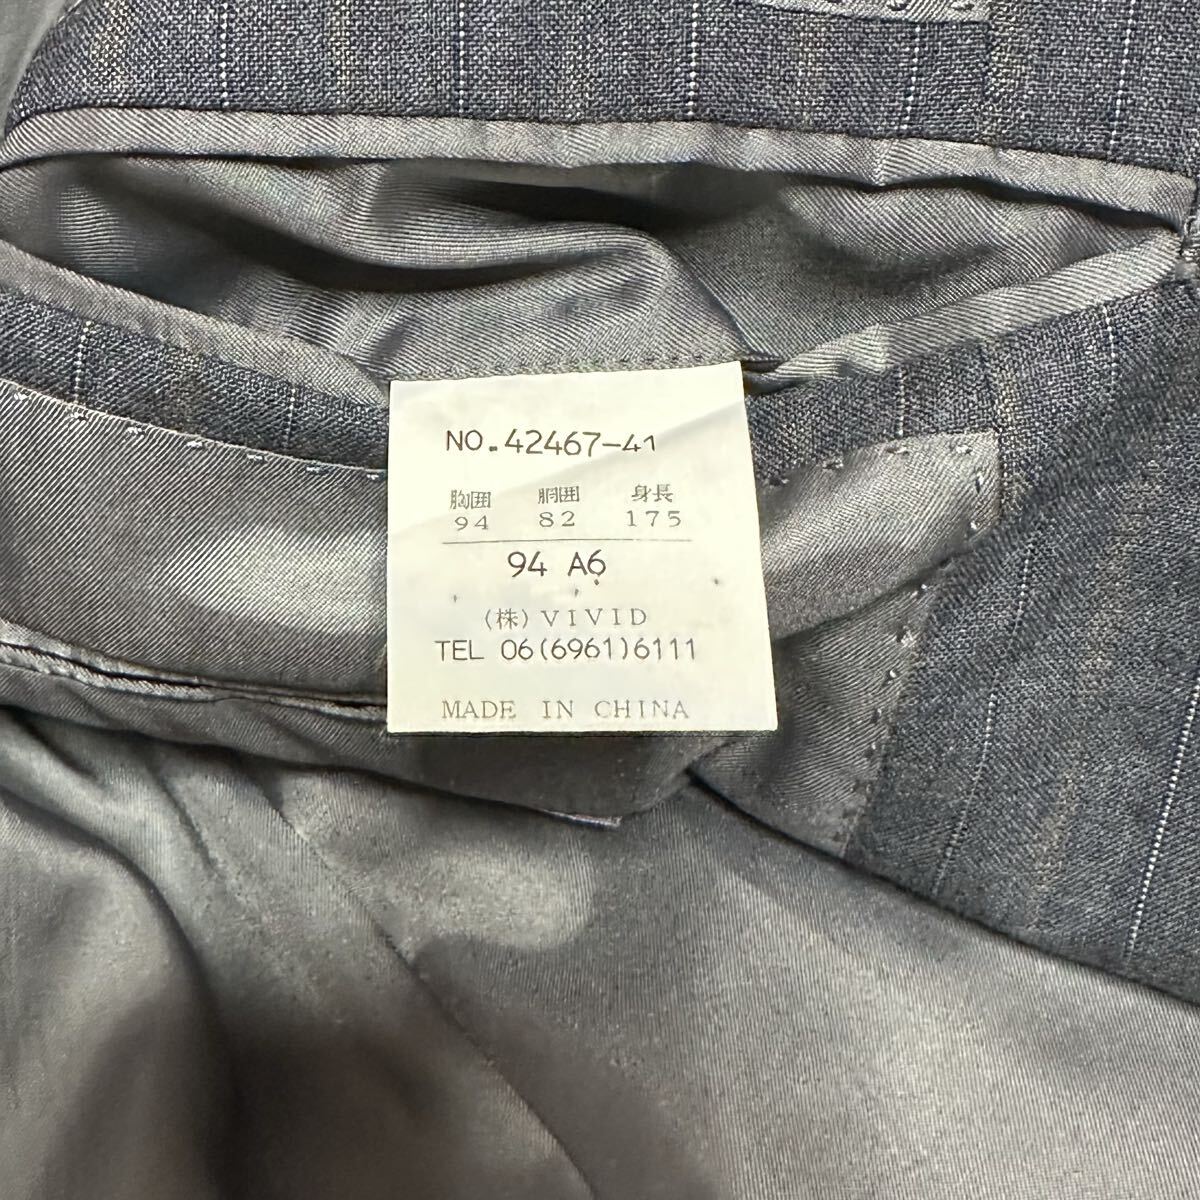 NO.42467-41
胸囲 胴囲 身長
94 82 175
94 A6
(株)VIVID
TEL 06(6961)6111
MADE IN CHINA